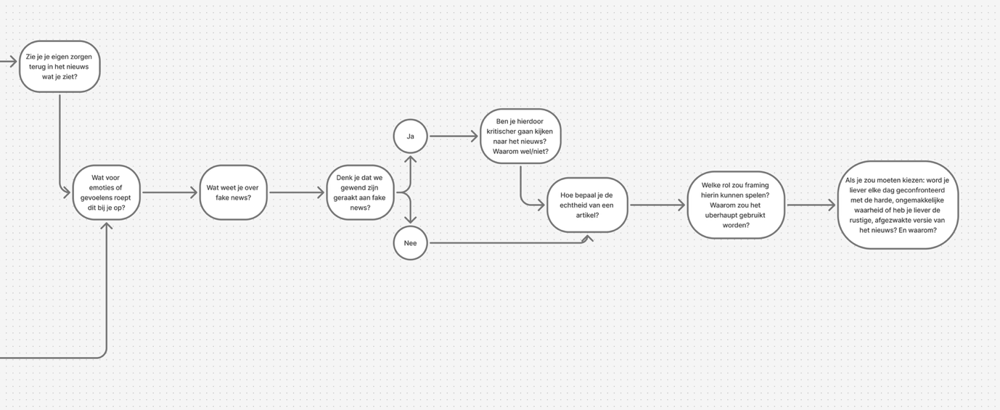 Zie je je eigen zorgen
terug in het nieuws
wat je ziet?
Wat voor
emoties of
gevoelens roept
dit bij je op?
Wat weet je over
fake news?
Denk je dat we
gewend zijn
geraakt aan fake
news?
Ja
Nee
Ben je hierdoor
kritischer gaan kijken
naar het nieuws?
Waarom wel/niet?
Hoe bepaal je de
echtheid van een
artikel?
Welke rol zou framing
hierin kunnen spelen?
Waarom zou het
uberhaupt gebruikt
worden?
Als je zou moeten kiezen: word je
liever elke dag geconfronteerd
met de harde, ongemakkelijke
waarheid of heb je liever de
rustige, afgezwakte versie van
het nieuws? En waarom?